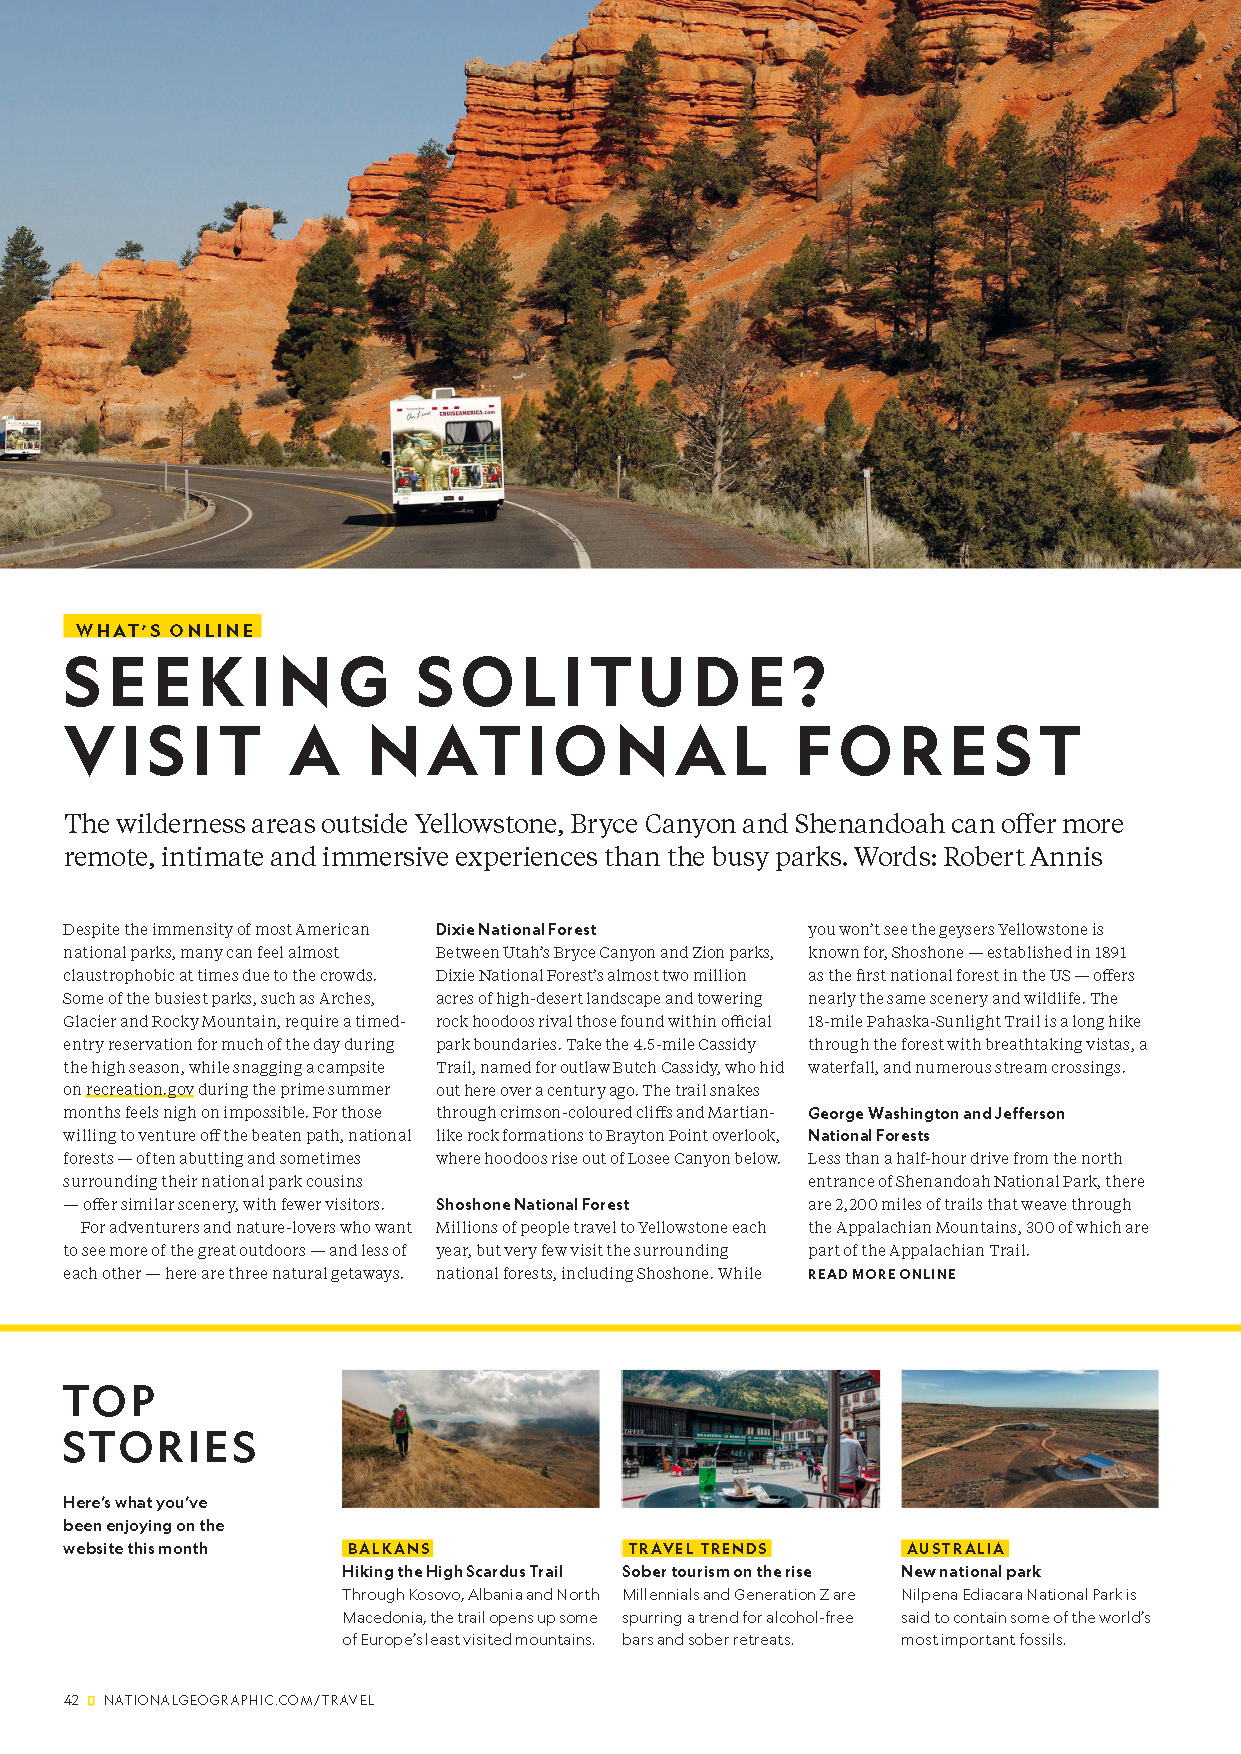 CRUISEAMERICA.com
WHAT'S ONLINE
SEEKING SOLITUDE?
VISIT A NATIONAL FOREST
The wilderness areas outside Yellowstone, Bryce Canyon and Shenandoah can offer more
remote, intimate and immersive experiences than the busy parks. Words: Robert Annis
Despite the immensity of most American
national parks, many can feel almost
claustrophobic at times due to the crowds.
Some of the busiest parks, such as Arches,
Glacier and Rocky Mountain, require a timed-
entry reservation for much of the day during
the high season, while snagging a campsite
on recreation.gov during the prime summer
months feels nigh on impossible. For those
willing to venture off the beaten path, national
forests — often abutting and sometimes
surrounding their national park cousins
— offer similar scenery, with fewer visitors.
For adventurers and nature-lovers who want
to see more of the great outdoors — and less of
each other — here are three natural getaways.
Dixie National Forest
Between Utah's Bryce Canyon and Zion parks,
Dixie National Forest's almost two million
acres of high-desert landscape and towering
rock hoodoos rival those found within official
park boundaries. Take the 4.5-mile Cassidy
Trail, named for outlaw Butch Cassidy, who hid
out here over a century ago. The trail snakes
through crimson-coloured cliffs and Martian-
like rock formations to Brayton Point overlook,
where hoodoos rise out of Losee Canyon below.
Shoshone National Forest
Millions of people travel to Yellowstone each
year, but very few visit the surrounding
national forests, including Shoshone. While
you won't see the geysers Yellowstone is
known for, Shoshone — established in 1891
as the first national forest in the US — offers
nearly the same scenery and wildlife. The
18-mile Pahaska-Sunlight Trail is a long hike
through the forest with breathtaking vistas, a
waterfall, and numerous stream crossings.
George Washington and Jefferson
National Forests
Less than a half-hour drive from the north
entrance of Shenandoah National Park, there
are 2,200 miles of trails that weave through
the Appalachian Mountains, 300 of which are
part of the Appalachian Trail.
READ MORE ONLINE
TOP
STORIES
Here's what you've
been enjoying on the
website this month
BALKANS
Hiking the High Scardus Trail
Through Kosovo, Albania and North
Macedonia, the trail opens up some
of Europe's least visited mountains.
TRAVEL TRENDS
Sober tourism on the rise
Millennials and Generation Z are
spurring a trend for alcohol-free
bars and sober retreats.
AUSTRALIA
New national park
Nilpena Ediacara National Park is
said to contain some of the world's
most important fossils.
42 NATIONALGEOGRAPHIC.COM/TRAVEL